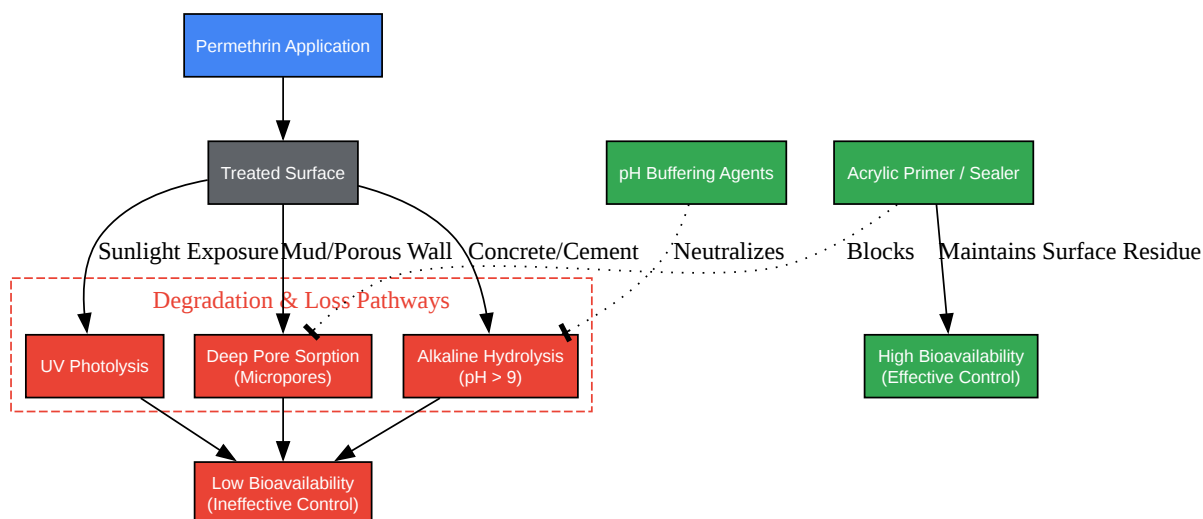 Permethrin Application
Treated Surface
pH Buffering Agents
Acrylic Primer / Sealer
Sunlight Exposure
Mud/Porous Wall
Concrete/Cement
Neutralizes
Blocks
Maintains Surface Residue
Degradation & Loss Pathways
UV Photolysis
Deep Pore Sorption
(Micropores)
Alkaline Hydrolysis
(pH > 9)
High Bioavailability
(Effective Control)
Low Bioavailability
(Ineffective Control)